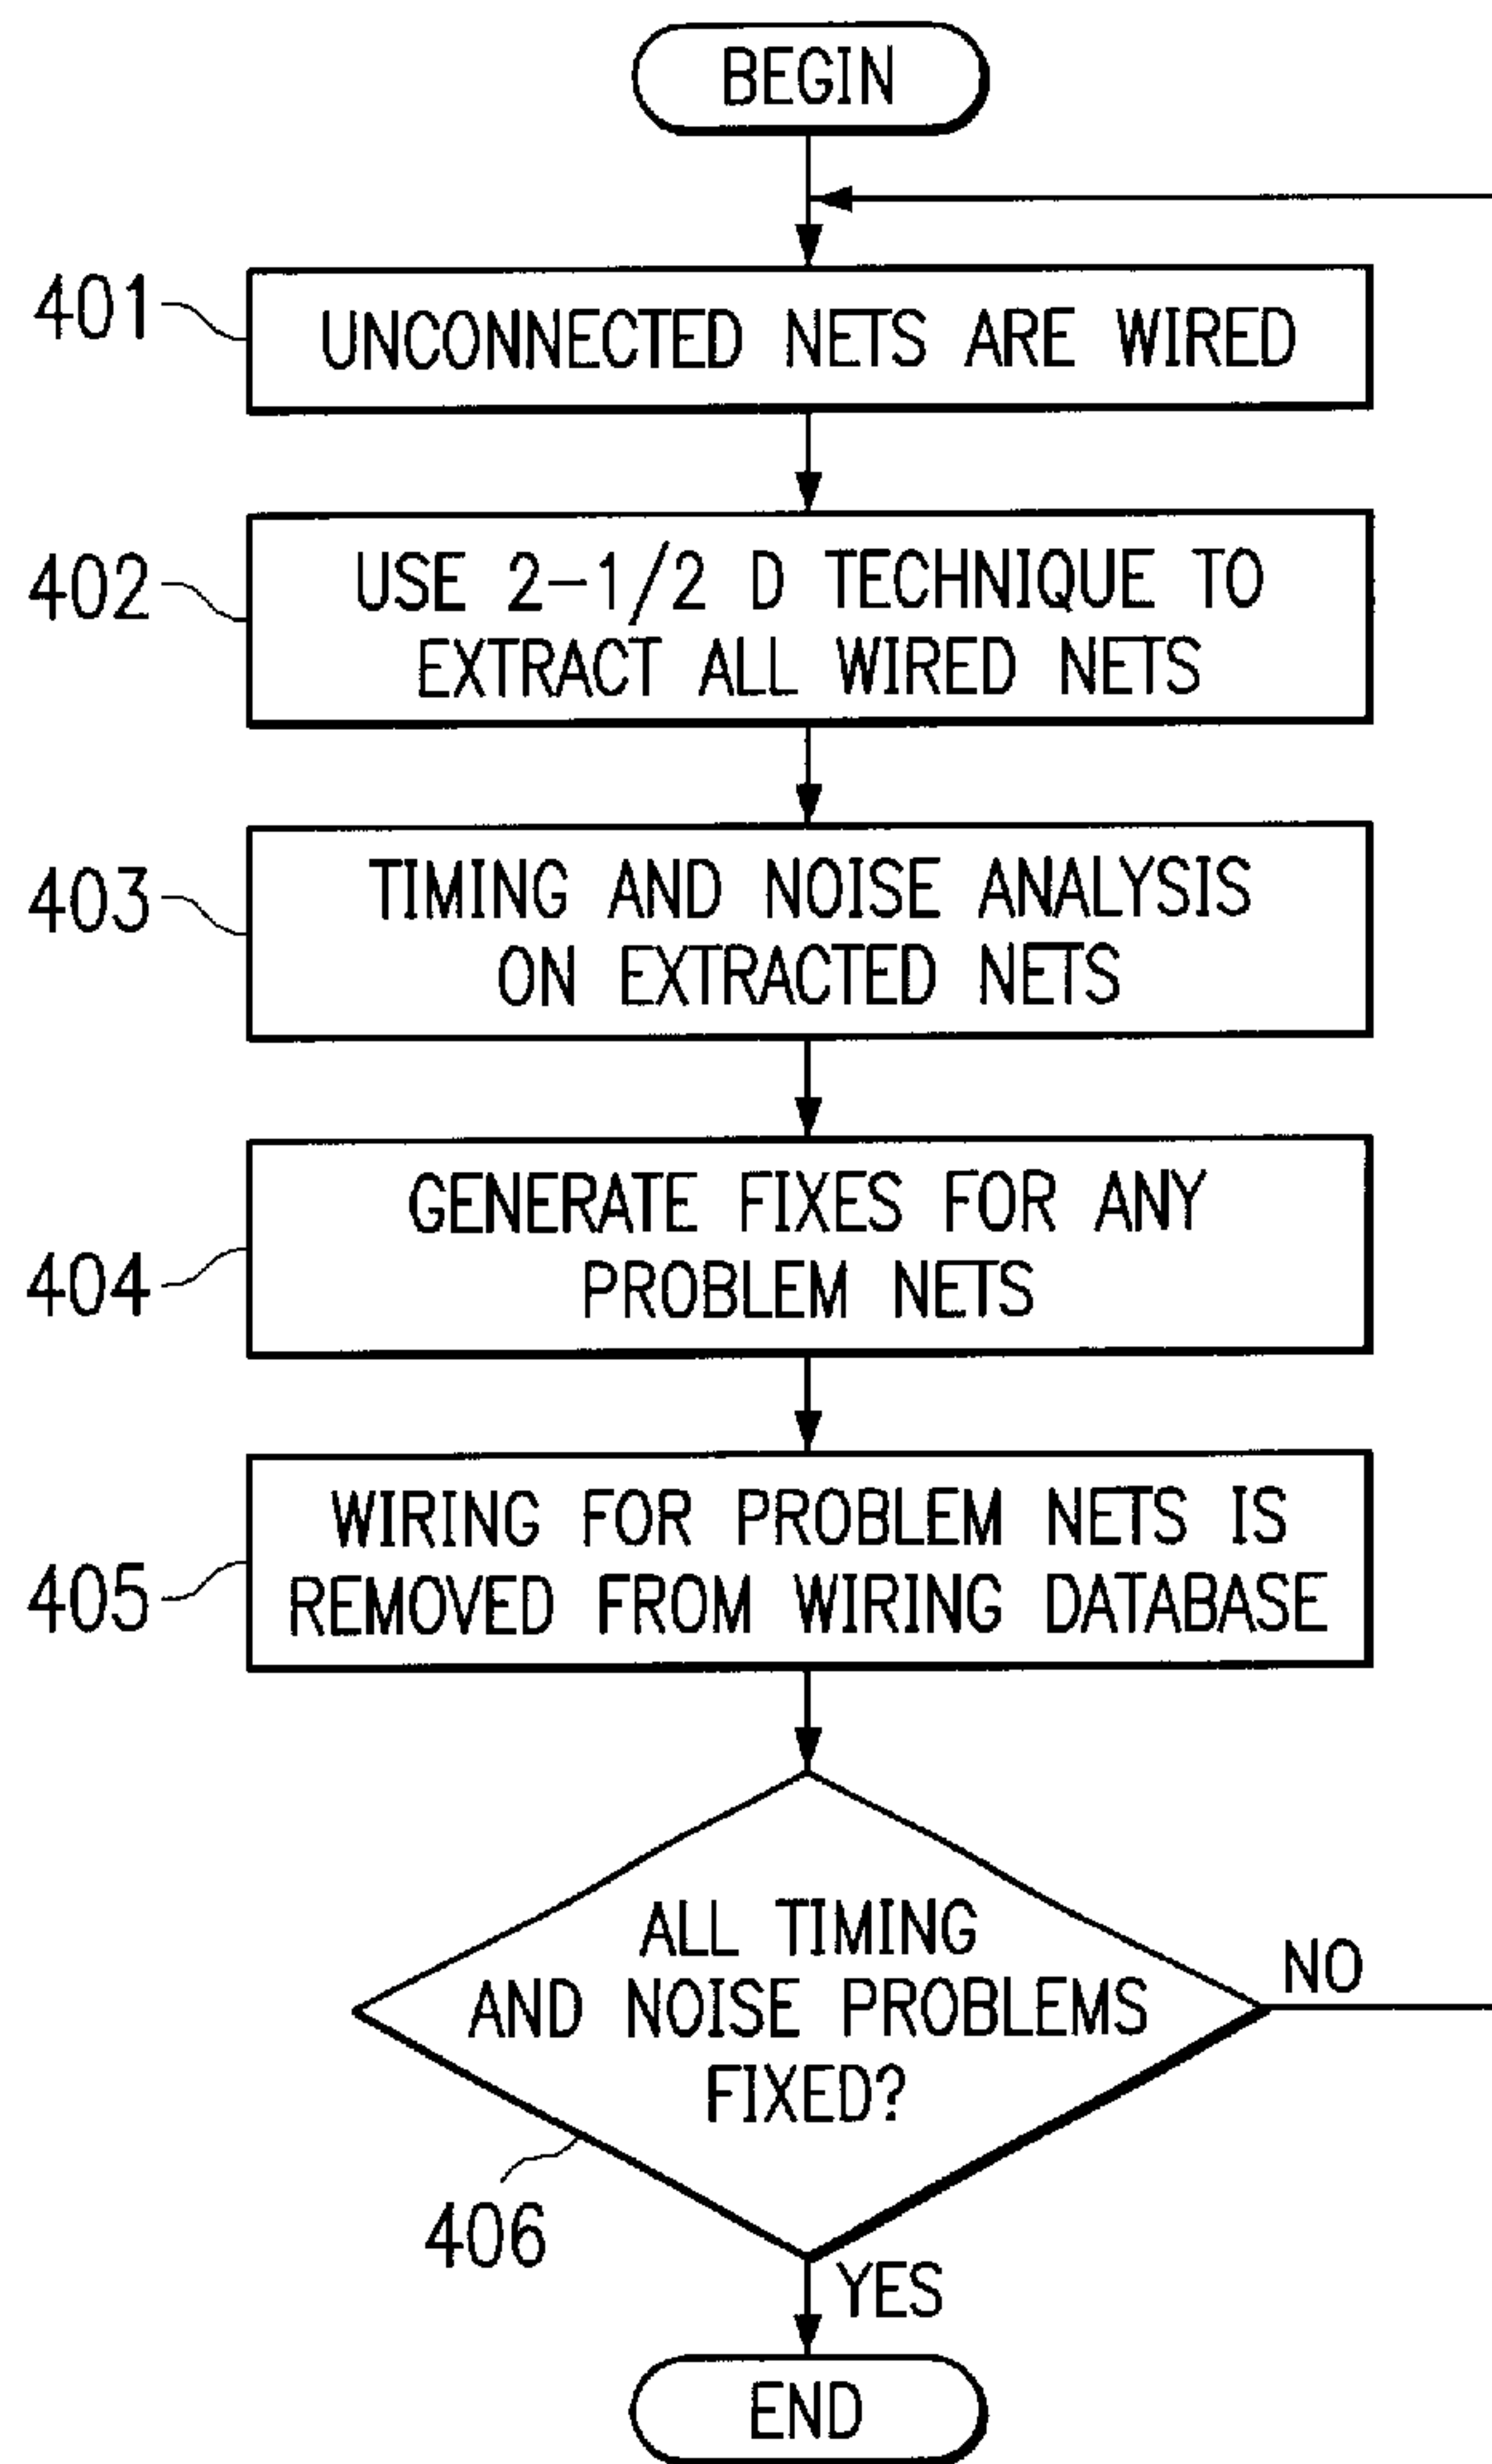 BEGIN
401
UNCONNECTED NETS ARE WIRED
402
USE 2-1/2 D TECHNIQUE TO
EXTRACT ALL WIRED NETS
403
TIMING AND NOISE ANALYSIS
ON EXTRACTED NETS
404
GENERATE FIXES FOR ANY
PROBLEM NETS
405
WIRING FOR PROBLEM NETS IS
REMOVED FROM WIRING DATABASE
ALL TIMING
AND NOISE PROBLEMS
FIXED?
NO
406
YES
END